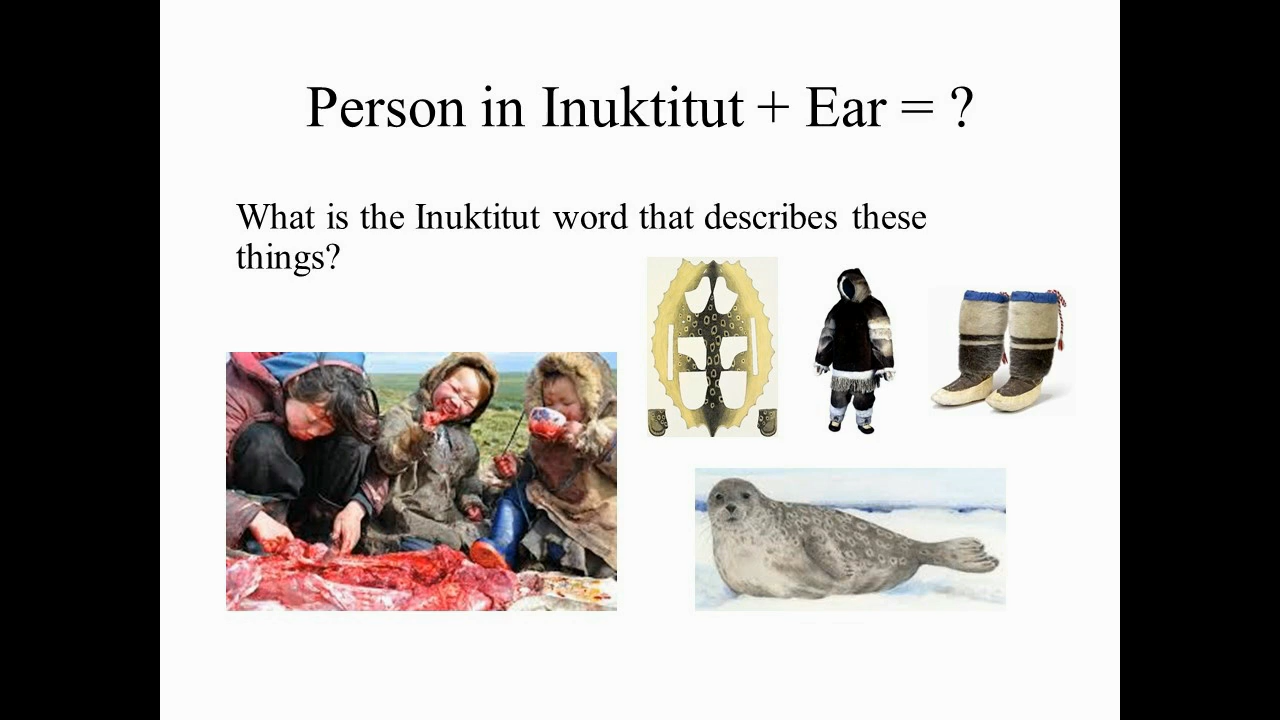 Person in Inuktitut + Ear = ?
What is the Inuktitut word that describes these
things?